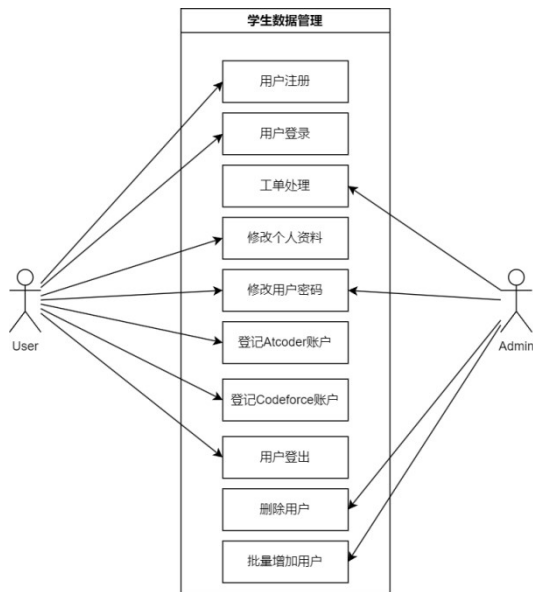 学生数据管理
用户注册
用户登录
工单处理
修改个人资料
修改用户密码
登记Atcoder账户
登记Codeforce账户
用户登出
删除用户
批量增加用户
User
Admin